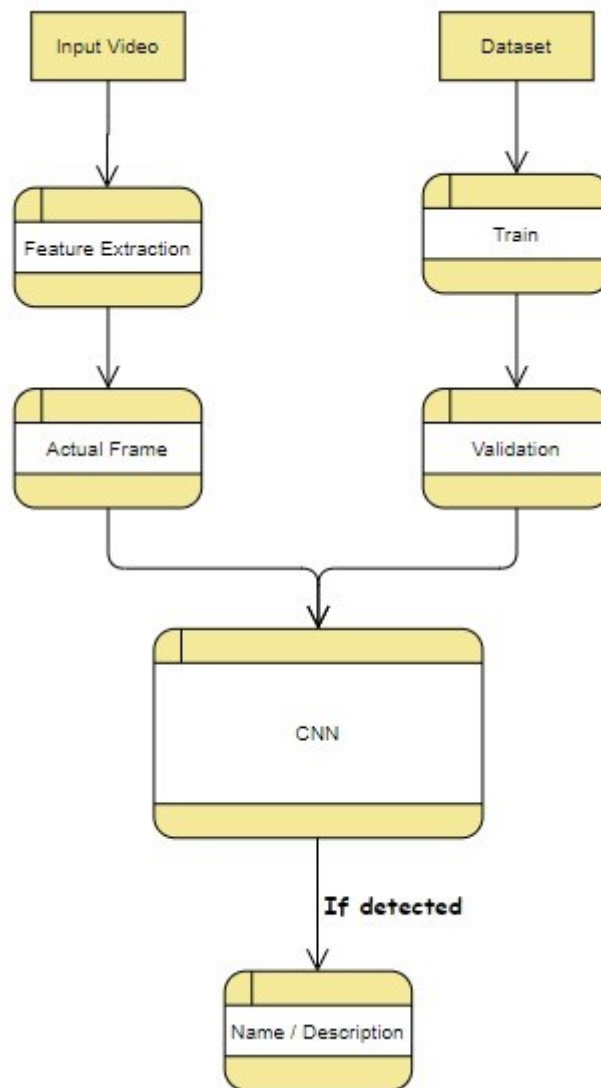 Input Video
Dataset
Feature Extraction
Train
Actual Frame
Validation
CNN
If detected
Name / Description